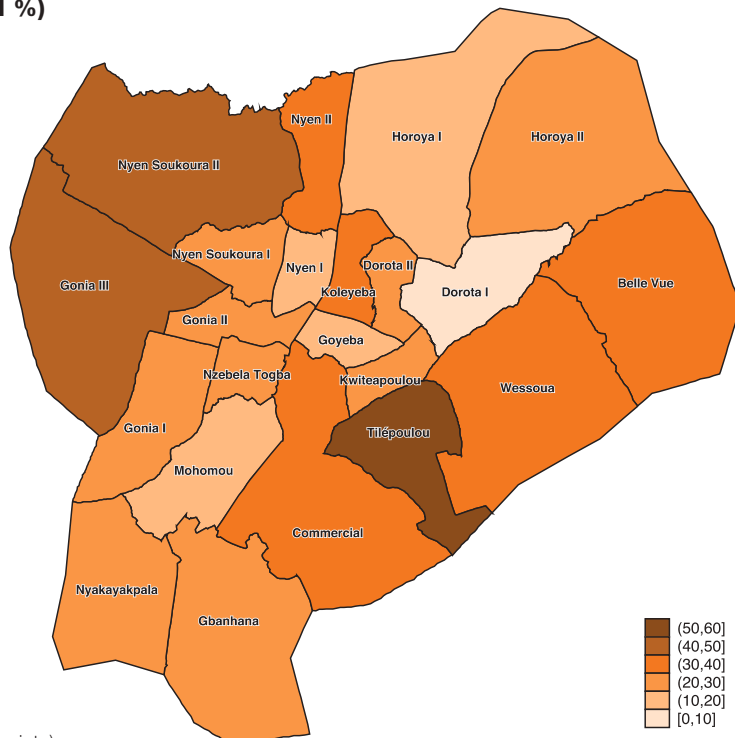 %)
Nyen II
Horoya I
Horoya II
Nyen Soukoura II
Nyen Soukoura I
Nyen I
Dorota II
Gonia III
Koleyeba
Dorota I
Belle Vue
Gonia II
Goyeba
Nzebela Togba
Kwiteapoulou
Wessoua
Gonia I
Tilépoulou
Mohomou
Commercial
Nyakayakpala
Gbanhana
(50,60]
(40,50]
(30,40]
(20,30]
(10,20]
[0,10]